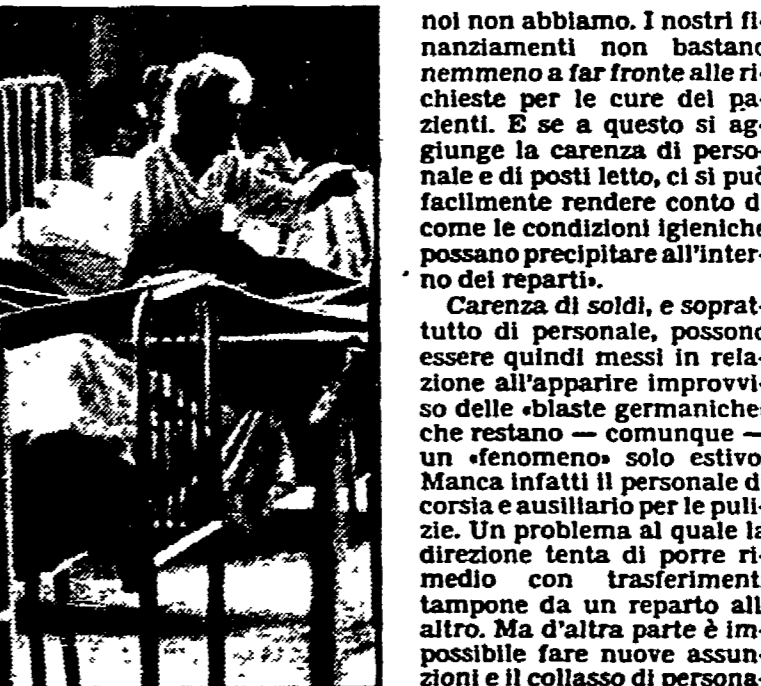 noi non abbiamo. I nostri fi-
nanziamenti non bastano
nemmeno a far fronte alle ri-
chieste per le cure dei pa-
zienti. E se a questo si ag-
giunge la carenza di perso-
nale e di posti letto, ci si può
facilmente rendere conto di
come le condizioni igieniche
possano precipitare all'inter-
no dei reparti».
Carenza di soldi, e soprat-
tutto di personale, possono
essere quindi messi in rela-
zione all'apparire improvvi-
so delle «blaste germaniche»
che restano — comunque —
un «fenomeno» solo estivo.
Manca infatti il personale di
corsia e ausiliario per le puli-
zie. Un problema al quale la
direzione tenta di porre ri-
medio con trasferimenti
tampone da un reparto all'
altro. Ma d'altra parte è im-
possibile fare nuove assun-
zioni e il collasso di persona-